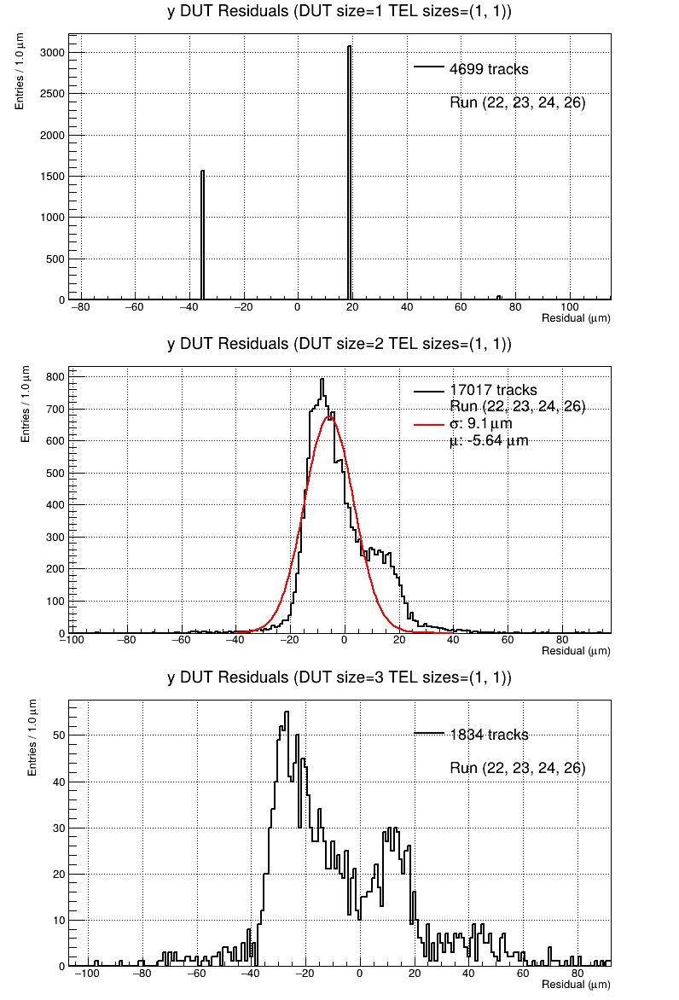 y DUT Residuals (DUT size=1 TEL sizes=(1, 1))
Entries / 1.0 μm
3000
2500
2000
1500
1000
500
0
4699 tracks
Run (22, 23, 24, 26)
−80 −60 −40 −20 0 20 40 60 80 100
Residual (μm)
y DUT Residuals (DUT size=2 TEL sizes=(1, 1))
Entries / 1.0 μm
800
700
600
500
400
300
200
100
0
17017 tracks
Run (22, 23, 24, 26)
σ: 9.1 μm
μ: -5.64 μm
−100 −80 −60 −40 −20 0 20 40 60 80
Residual (μm)
y DUT Residuals (DUT size=3 TEL sizes=(1, 1))
Entries / 1.0 μm
50
40
30
20
10
0
1834 tracks
Run (22, 23, 24, 26)
−100 −80 −60 −40 −20 0 20 40 60 80
Residual (μm)